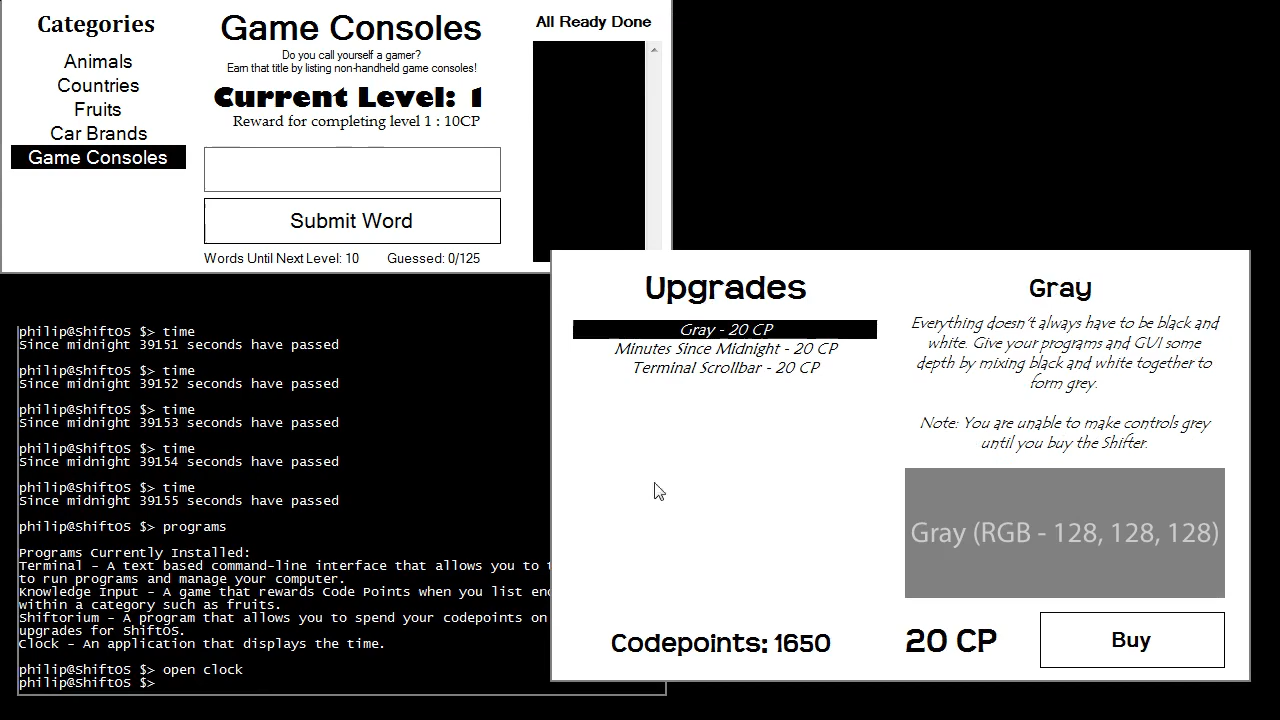 Categories
Animals
Countries
Fruits
Car Brands
Game Consoles
Game Consoles
Do you call yourself a gamer?
Earn that title by listing non-handheld game consoles!
Current Level: 1
Reward for completing level 1 : 10CP
Submit Word
Words Until Next Level: 10 Guessed: 0/125
All Ready Done
philip@ShiftOS $> time
Since midnight 39151 seconds have passed
philip@ShiftOS $> time
Since midnight 39152 seconds have passed
philip@ShiftOS $> time
Since midnight 39153 seconds have passed
philip@ShiftOS $> time
Since midnight 39154 seconds have passed
philip@ShiftOS $> time
Since midnight 39155 seconds have passed
philip@ShiftOS $> programs
Programs Currently Installed:
Terminal - A text based command-line interface that allows you to
to run programs and manage your computer.
Knowledge Input - A game that rewards Code Points when you list
within a category such as fruits.
Shiftorium - A program that allows you to spend your codepoints on
upgrades for ShiftOS.
Clock - An application that displays the time.
philip@ShiftOS $> open clock
philip@ShiftOS $>
Upgrades
Gray - 20 CP
Minutes Since Midnight - 20 CP
Terminal Scrollbar - 20 CP
Codepoints: 1650
Gray
Everything doesn't always have to be black and
white. Give your programs and GUI some
depth by mixing black and white together to
form grey.
Note: You are unable to make controls grey
until you buy the Shifter.
Gray (RGB - 128, 128, 128)
20 CP
Buy